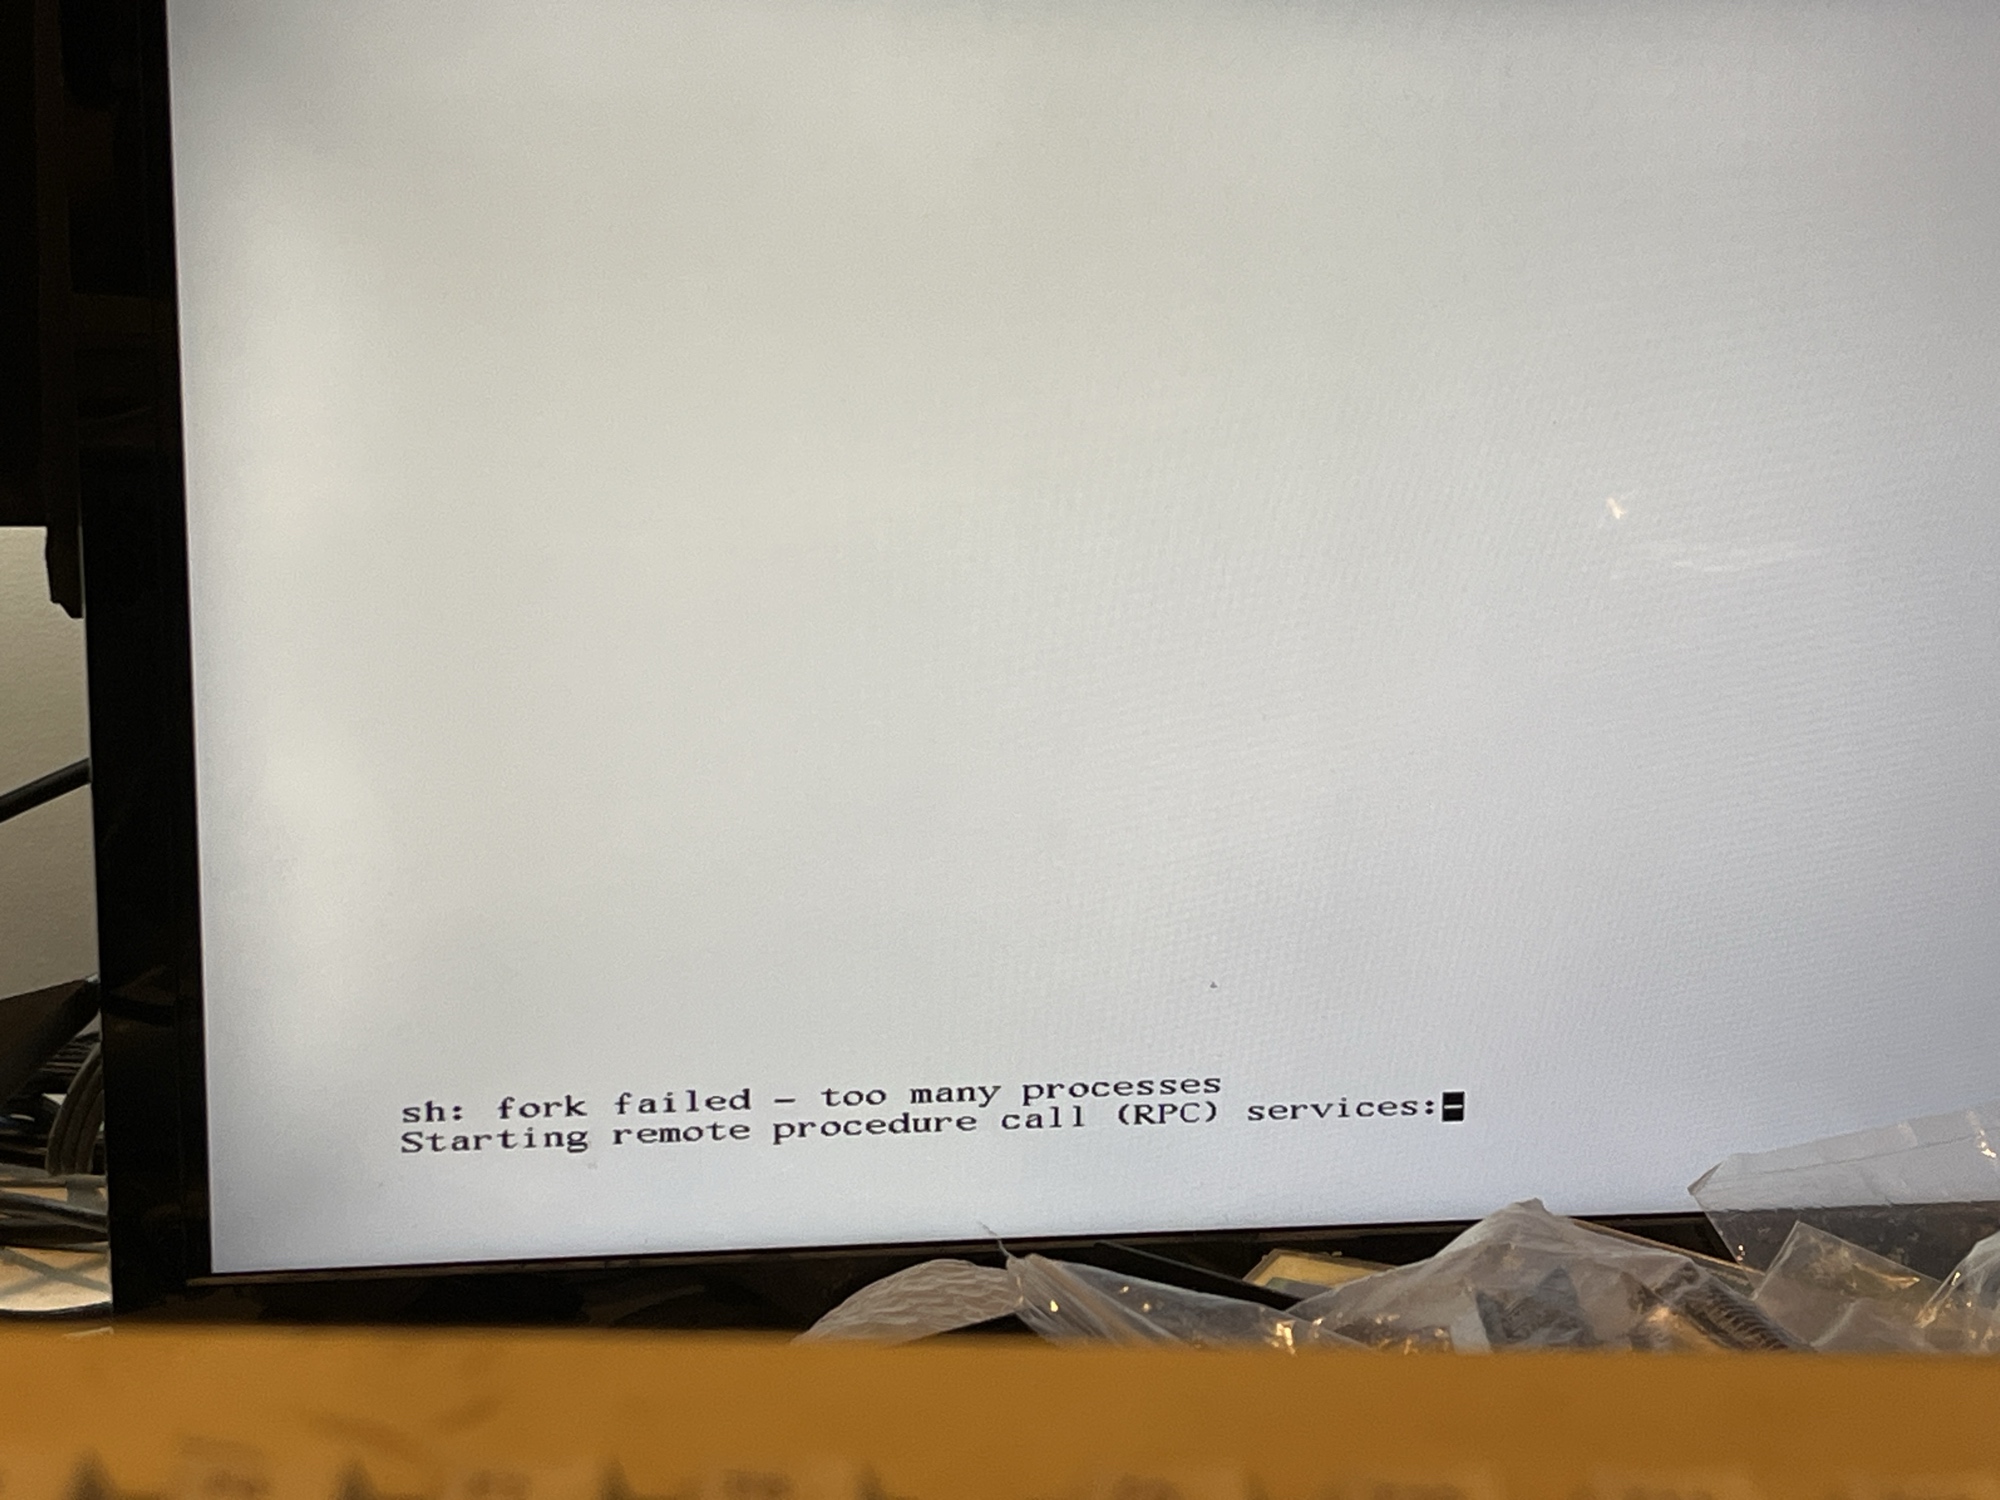 sh: fork failed - too many processes
Starting remote procedure call (RPC) services: